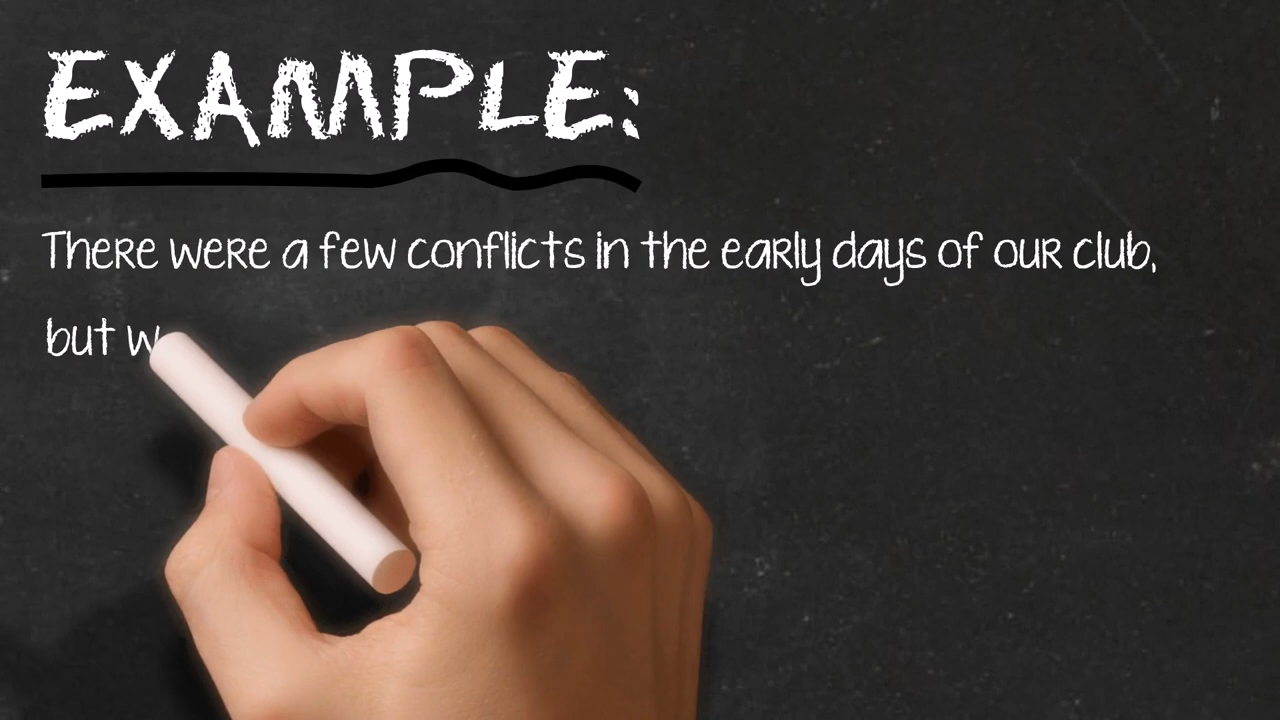 EXAMPLE:
There were a few conflicts in the early days of our club,
but w